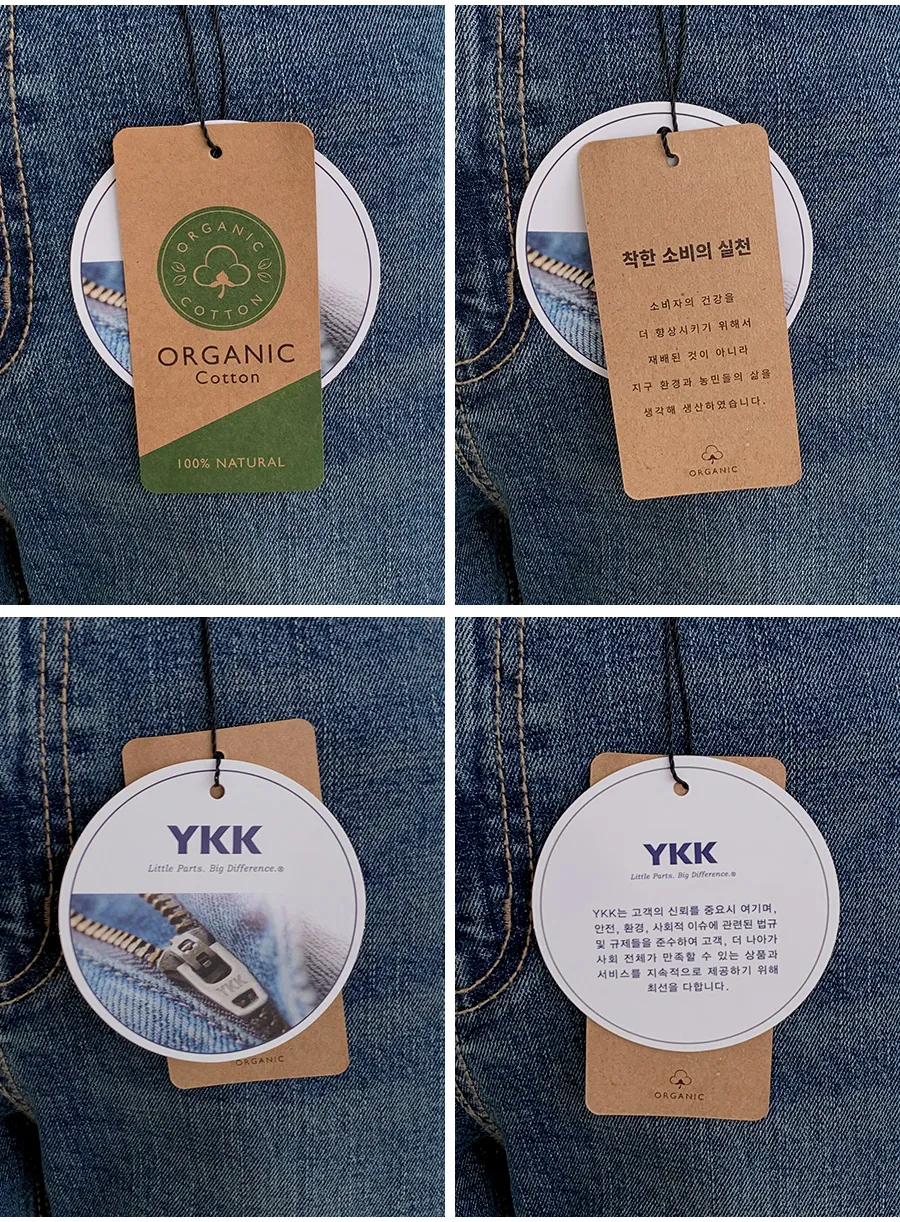 ORGANIC
COTTON
ORGANIC
Cotton
100% NATURAL
착한 소비의 실천
소비자의 건강을
더 향상시키기 위해서
재배된 것이 아니라
지구 환경과 농민들의 삶을
생각해 생산하였습니다.
ORGANIC
YKK
Little Parts. Big Difference.®
YKK
ORGANIC
YKK
Little Parts. Big Difference.®
YKK는 고객의 신뢰를 중요시 여기며,
안전, 환경, 사회적 이슈에 관련된 법규
및 규제들을 준수하여 고객, 더 나아가
사회 전체가 만족할 수 있는 상품과
서비스를 지속적으로 제공하기 위해
최선을 다합니다.
ORGANIC